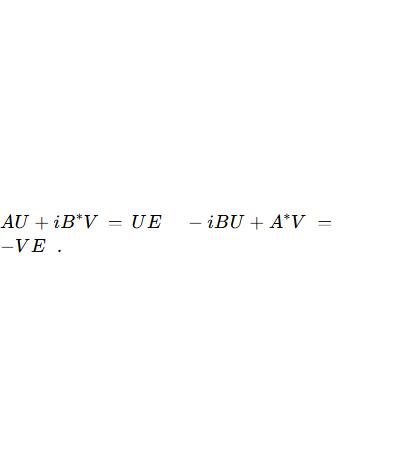 AU + iB*V = UE   − iBU + A*V =
−VE .